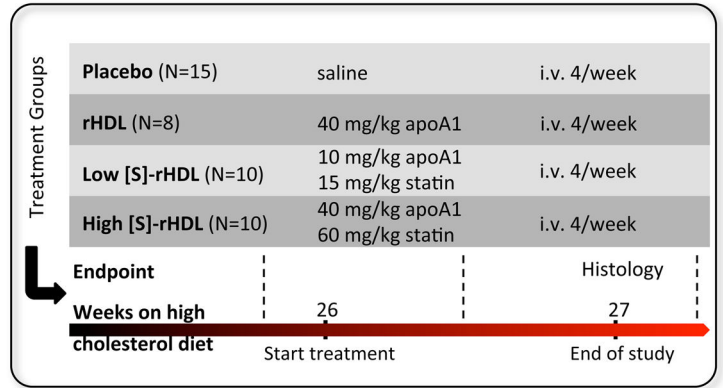 Treatment Groups
Placebo (N=15) saline i.v. 4/week
rHDL (N=8) 40 mg/kg apoA1 i.v. 4/week
Low [S]-rHDL (N=10) 10 mg/kg apoA1 15 mg/kg statin i.v. 4/week
High [S]-rHDL (N=10) 40 mg/kg apoA1 60 mg/kg statin i.v. 4/week
Endpoint Histology
Weeks on high cholesterol diet 26 27
Start treatment End of study